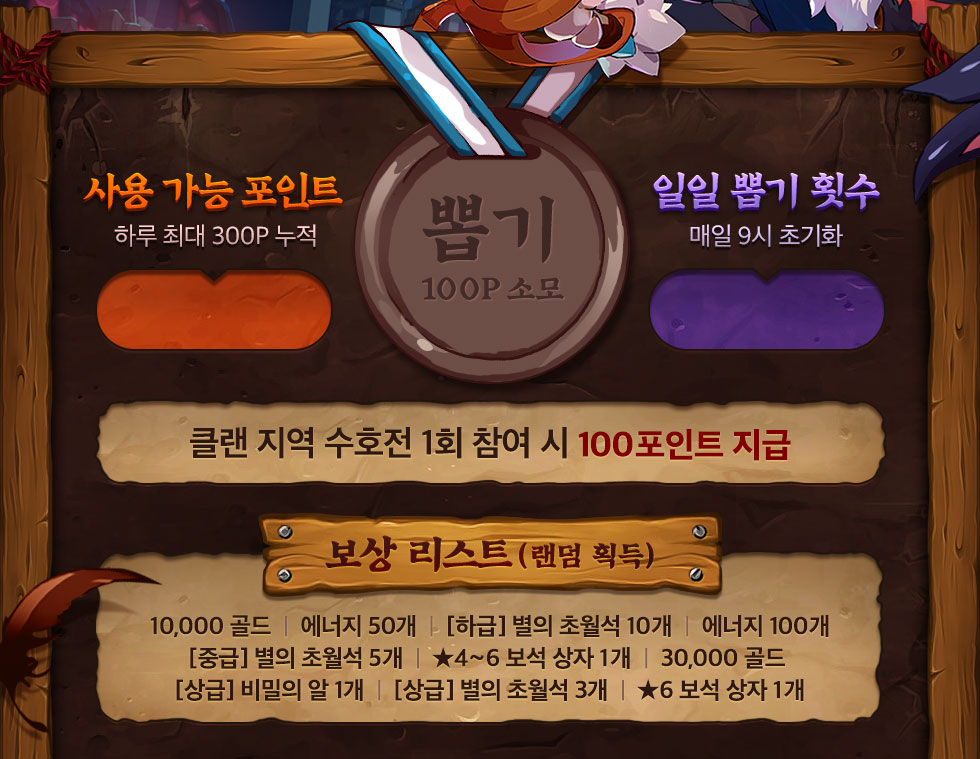 사용 가능 포인트
하루 최대 300P 누적
뽑기
100P 소모
일일 뽑기 횟수
매일 9시 초기화
클랜 지역 수호전 1회 참여 시 100포인트 지급
보상 리스트 (랜덤 획득)
10,000 골드 | 에너지 50개 | [하급] 별의 초월석 10개 | 에너지 100개
[중급] 별의 초월석 5개 | ★4~6 보석 상자 1개 | 30,000 골드
[상급] 비밀의 알 1개 | [상급] 별의 초월석 3개 | ★6 보석 상자 1개